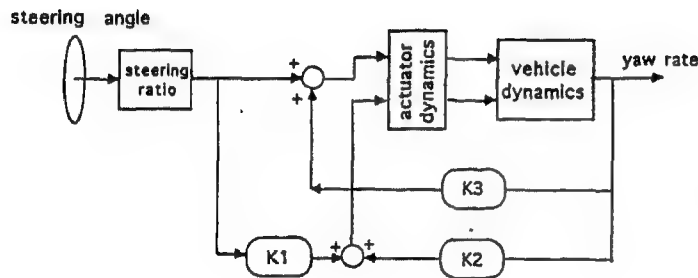 steering angle
steering
ratio
+
+
actuator
dynamics
vehicle
dynamics
yaw rate
K3
K1
+
+
K2